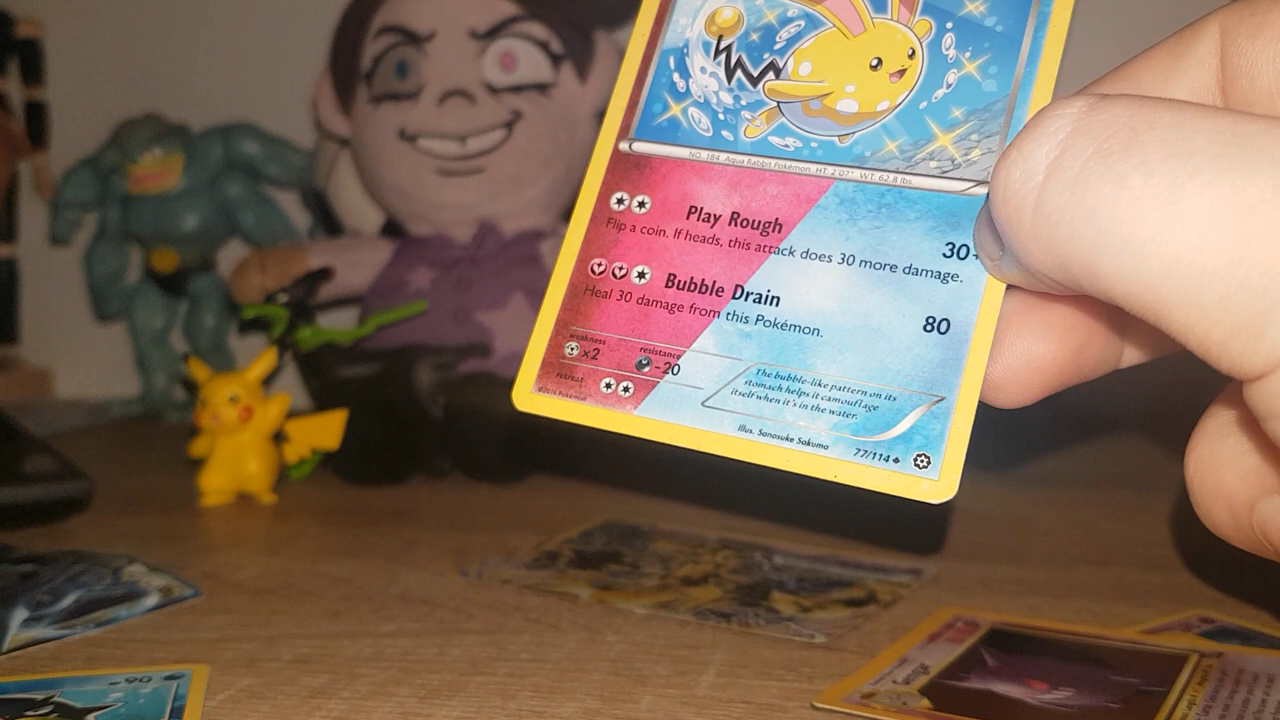 NO. 184 Aqua Rabbit Pokémon HT: 2'07" WT: 62.8 lbs.
Play Rough 30+
Flip a coin. If heads, this attack does 30 more damage.
Bubble Drain 80
Heal 30 damage from this Pokémon.
weakness
×2
resistance
-20
retreat
The bubble-like pattern on its
stomach helps it camouflage
itself when it's in the water.
©2016 Pokémon
Illus. Sanosuke Sakuma
77/114
90
Gengar